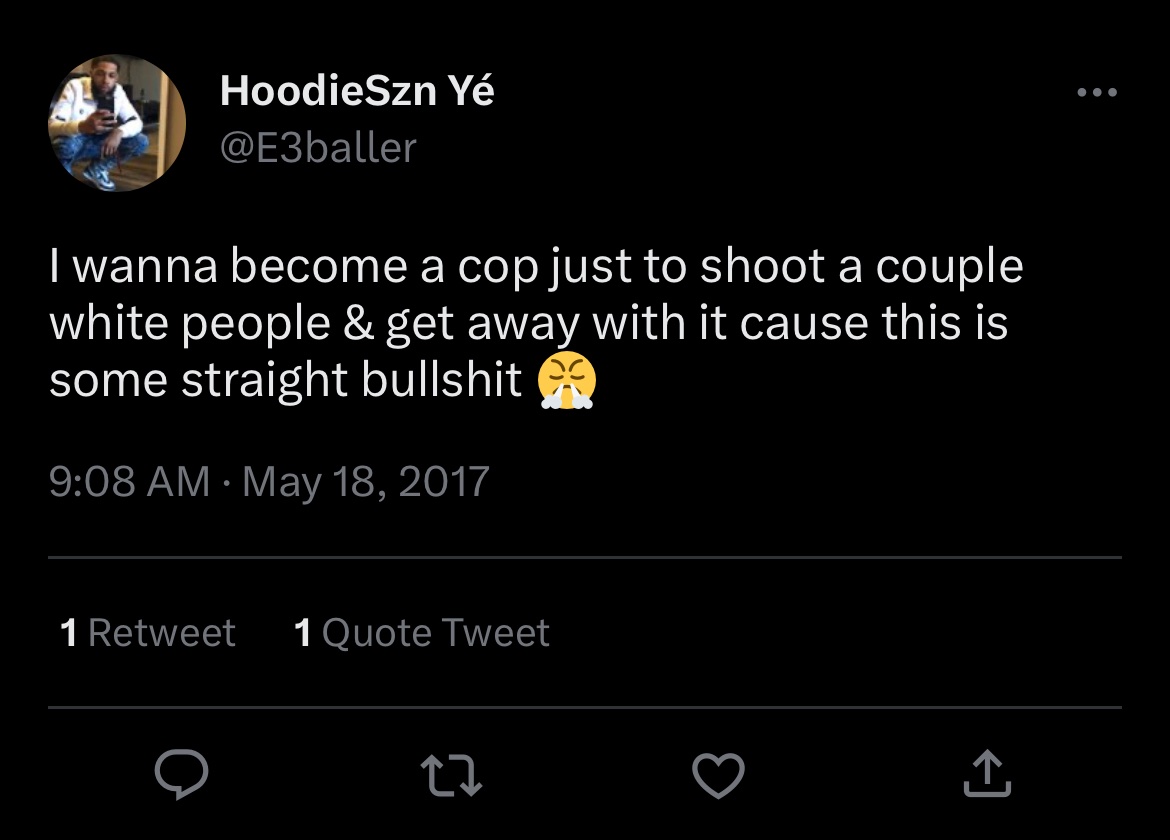 HoodieSzn Yé
@E3baller
I wanna become a cop just to shoot a couple
white people & get away with it cause this is
some straight bullshit 😤
9:08 AM · May 18, 2017
1 Retweet 1 Quote Tweet